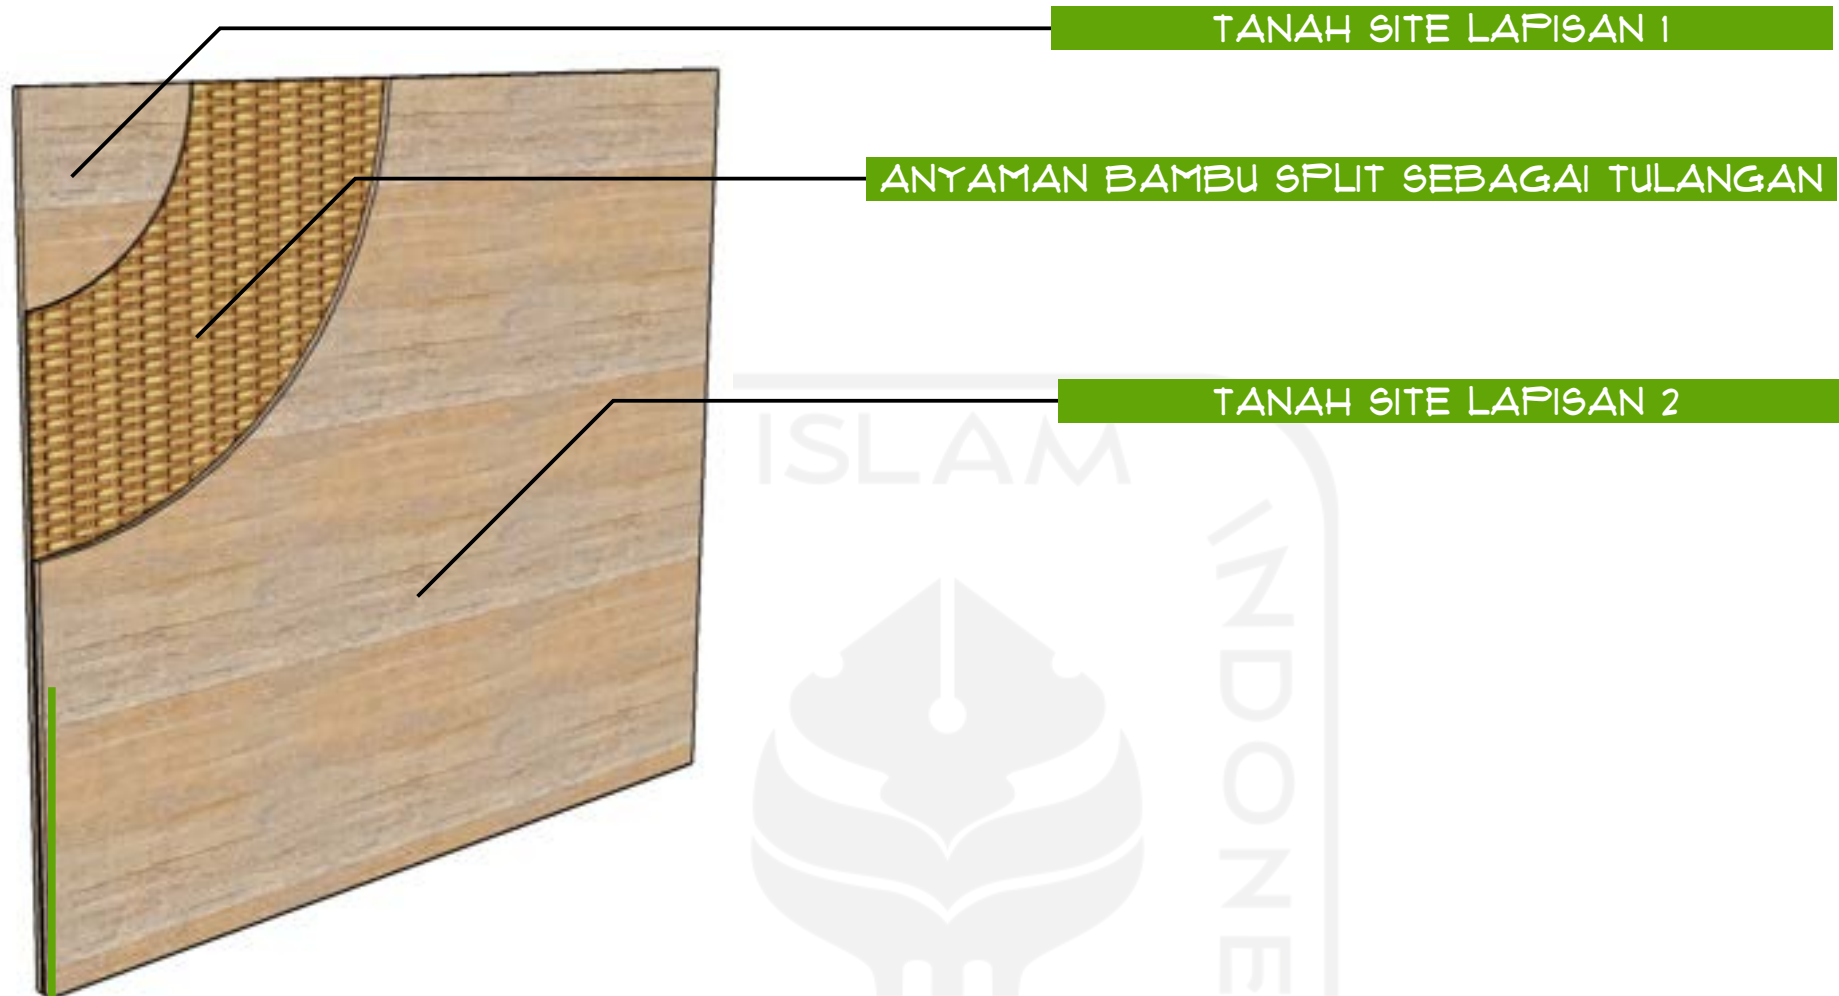 TANAH SITE LAPISAN 1
ANYAMAN BAMBU SPLIT SEBAGAI TULANGAN
TANAH SITE LAPISAN 2
ISLAM
INDONE